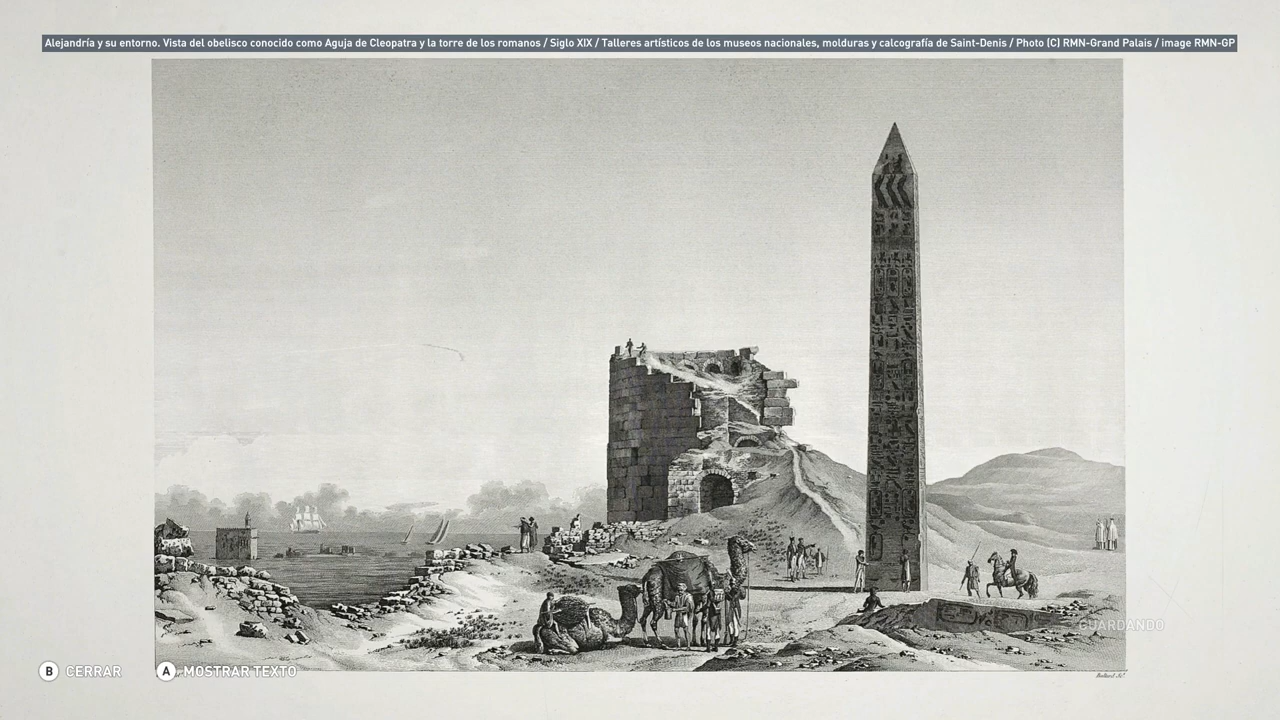 Alejandría y su entorno. Vista del obelisco conocido como Aguja de Cleopatra y la torre de los romanos / Siglo XIX / Talleres artísticos de los museos nacionales, molduras y calcografía de Saint-Denis / Photo (C) RMN-Grand Palais / image RMN-GP
GUARDANDO
B CERRAR A MOSTRAR TEXTO